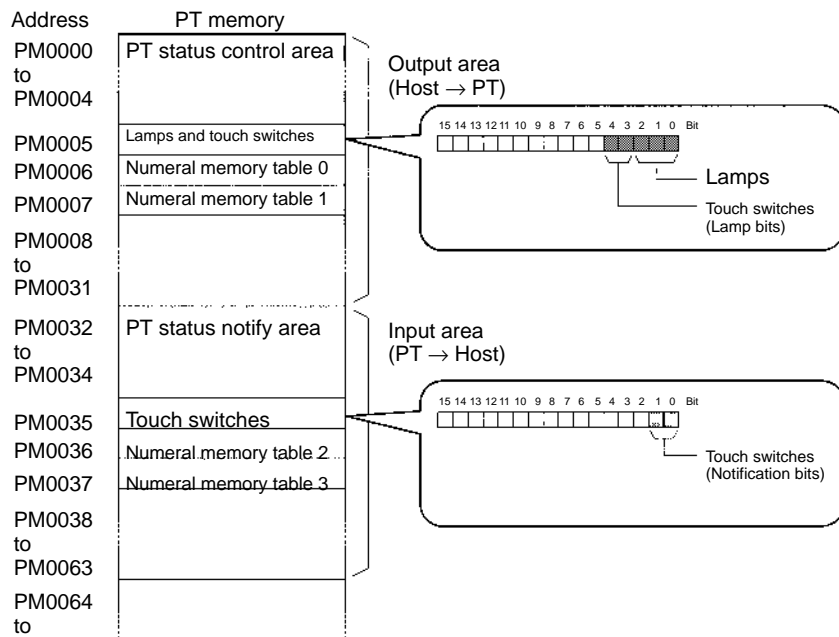 Address PT memory
PM0000
to
PM0004
PT status control area
Output area
(Host → PT)
PM0005
Lamps and touch switches
15 14 13 12 11 10 9 8 7 6 5 4 3 2 1 0 Bit
Lamps
Touch switches
(Lamp bits)
PM0006
Numeral memory table 0
PM0007
Numeral memory table 1
PM0008
to
PM0031
PM0032
to
PM0034
PT status notify area
Input area
(PT → Host)
PM0035
Touch switches
15 14 13 12 11 10 9 8 7 6 5 4 3 2 1 0 Bit
Touch switches
(Notification bits)
PM0036
Numeral memory table 2
PM0037
Numeral memory table 3
PM0038
to
PM0063
PM0064
to